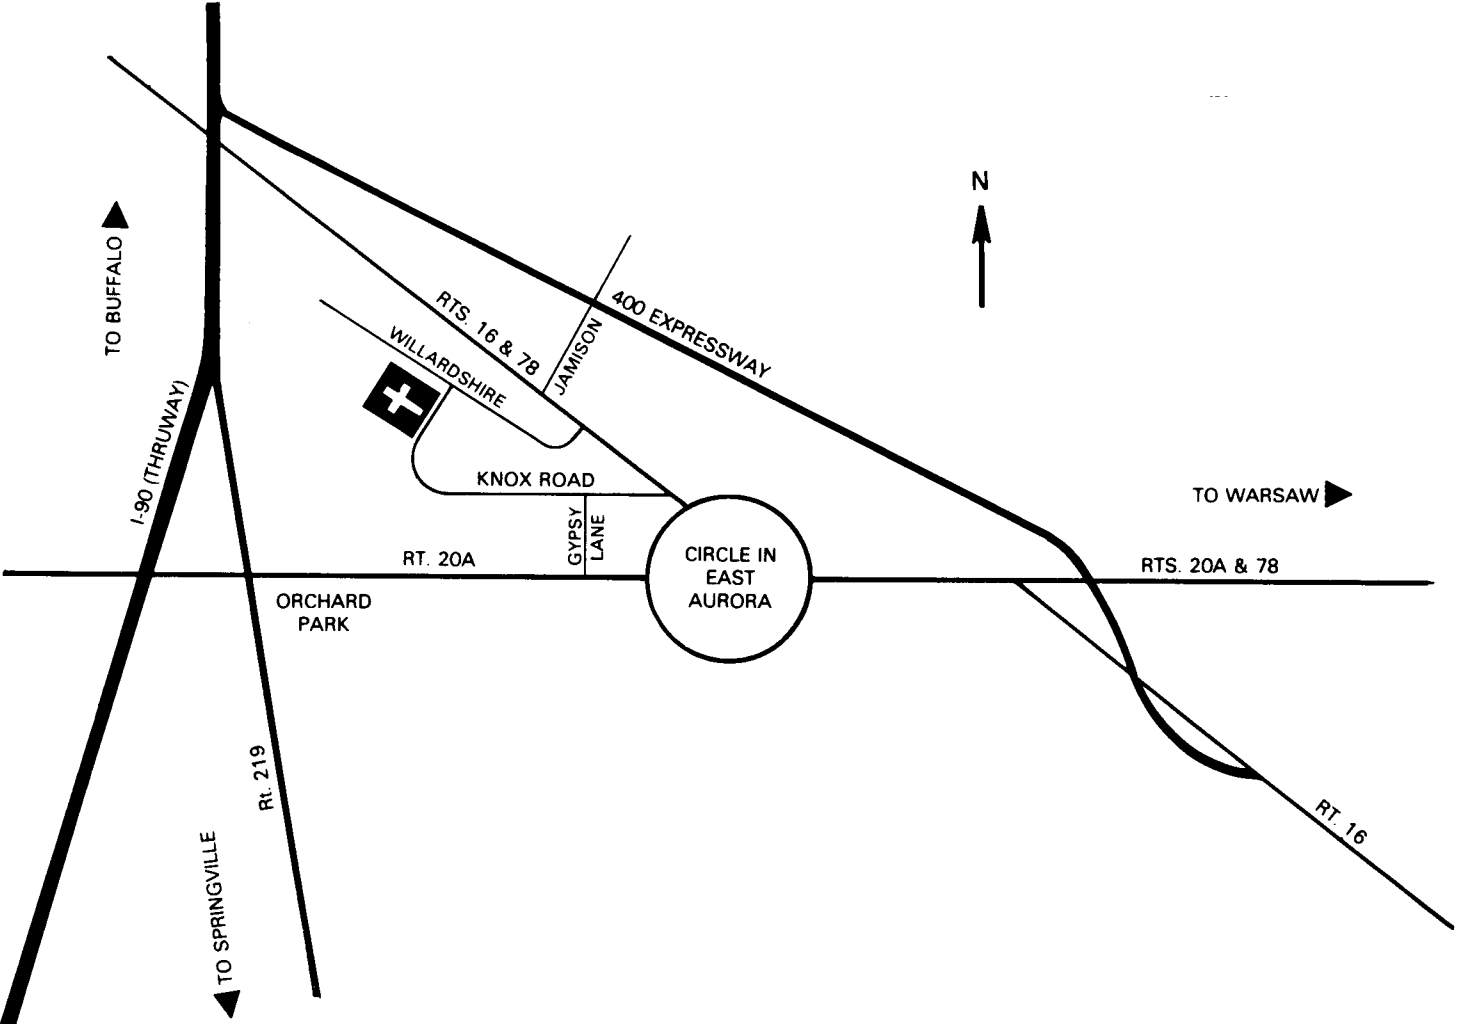 N
TO BUFFALO
RTS. 16 & 78
400 EXPRESSWAY
JAMISON
WILLARDSHIRE
I-90 (THRUWAY)
KNOX ROAD
TO WARSAW
GYPSY
LANE
RT. 20A
CIRCLE IN
EAST
AURORA
RTS. 20A & 78
ORCHARD
PARK
Rt. 219
RT. 16
TO SPRINGVILLE